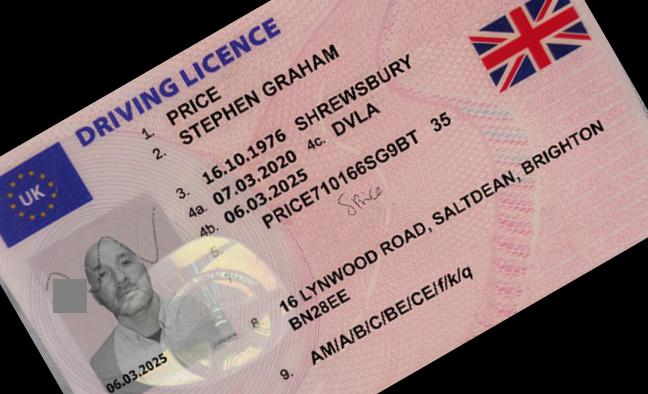 DRIVING LICENCE
UK
1. PRICE
2. STEPHEN GRAHAM
3. 16.10.1976 SHREWSBURY
4a. 07.03.2020 4c. DVLA
4b. 06.03.2025
5. PRICE710166SG9BT 35
SPrice
8. 16 LYNWOOD ROAD, SALTDEAN, BRIGHTON
BN28EE
9. AM/A/B/C/BE/CE/f/k/q
06.03.2025